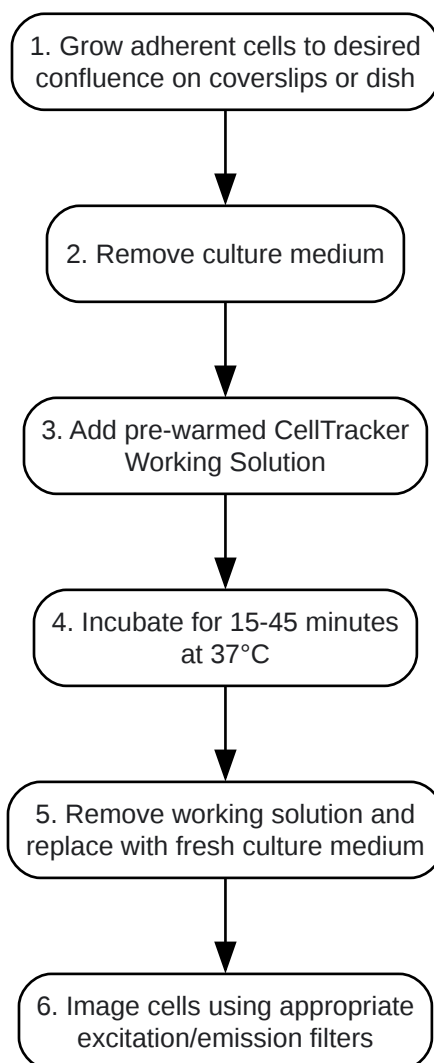 1. Grow adherent cells to desired
confluence on coverslips or dish
2. Remove culture medium
3. Add pre-warmed CellTracker
Working Solution
4. Incubate for 15-45 minutes
at 37°C
5. Remove working solution and
replace with fresh culture medium
6. Image cells using appropriate
excitation/emission filters